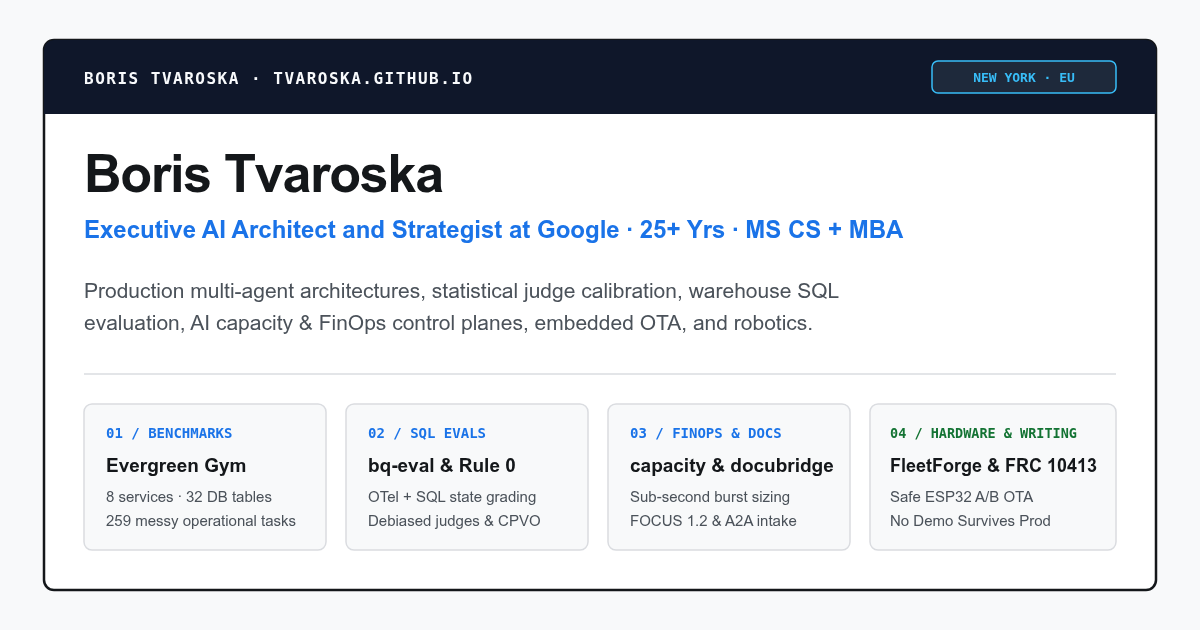 BORIS TVAROSKA · TVAROSKA.GITHUB.IO
NEW YORK · EU
Boris Tvaroska
Executive AI Architect and Strategist at Google · 25+ Yrs · MS CS + MBA
Production multi-agent architectures, statistical judge calibration, warehouse SQL
evaluation, AI capacity & FinOps control planes, embedded OTA, and robotics.
01 / BENCHMARKS
Evergreen Gym
8 services · 32 DB tables
259 messy operational tasks
02 / SQL EVALS
bq-eval & Rule 0
OTel + SQL state grading
Debiased judges & CPVO
03 / FINOPS & DOCS
capacity & docubridge
Sub-second burst sizing
FOCUS 1.2 & A2A intake
04 / HARDWARE & WRITING
FleetForge & FRC 10413
Safe ESP32 A/B OTA
No Demo Survives Prod